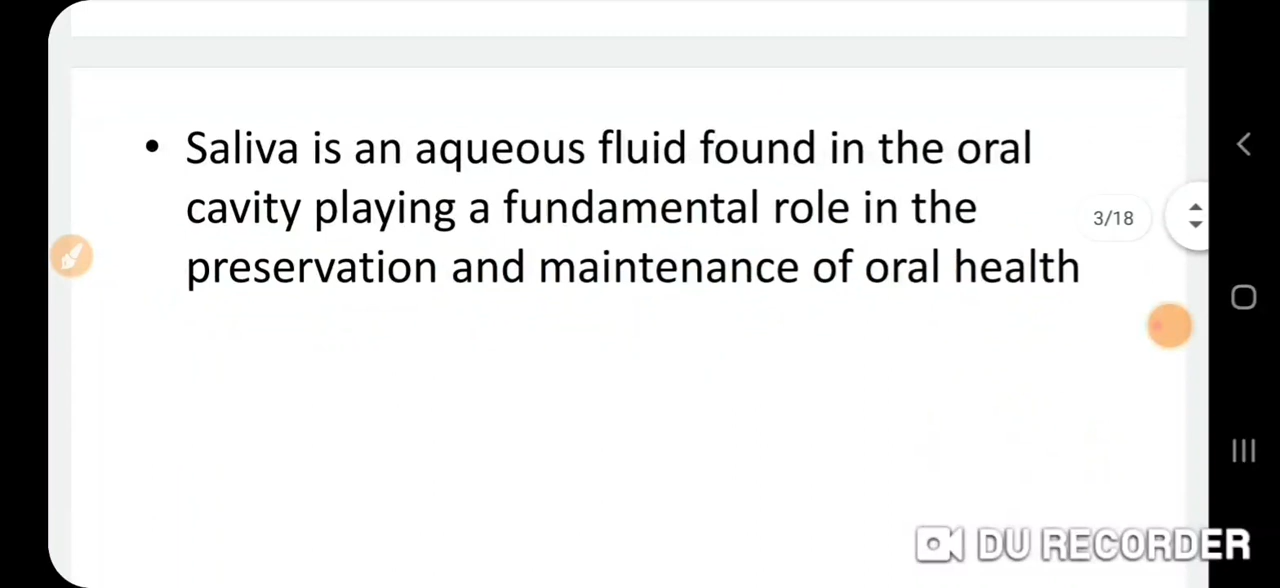 • Saliva is an aqueous fluid found in the oral
cavity playing a fundamental role in the
preservation and maintenance of oral health
3/18
DU RECORDER